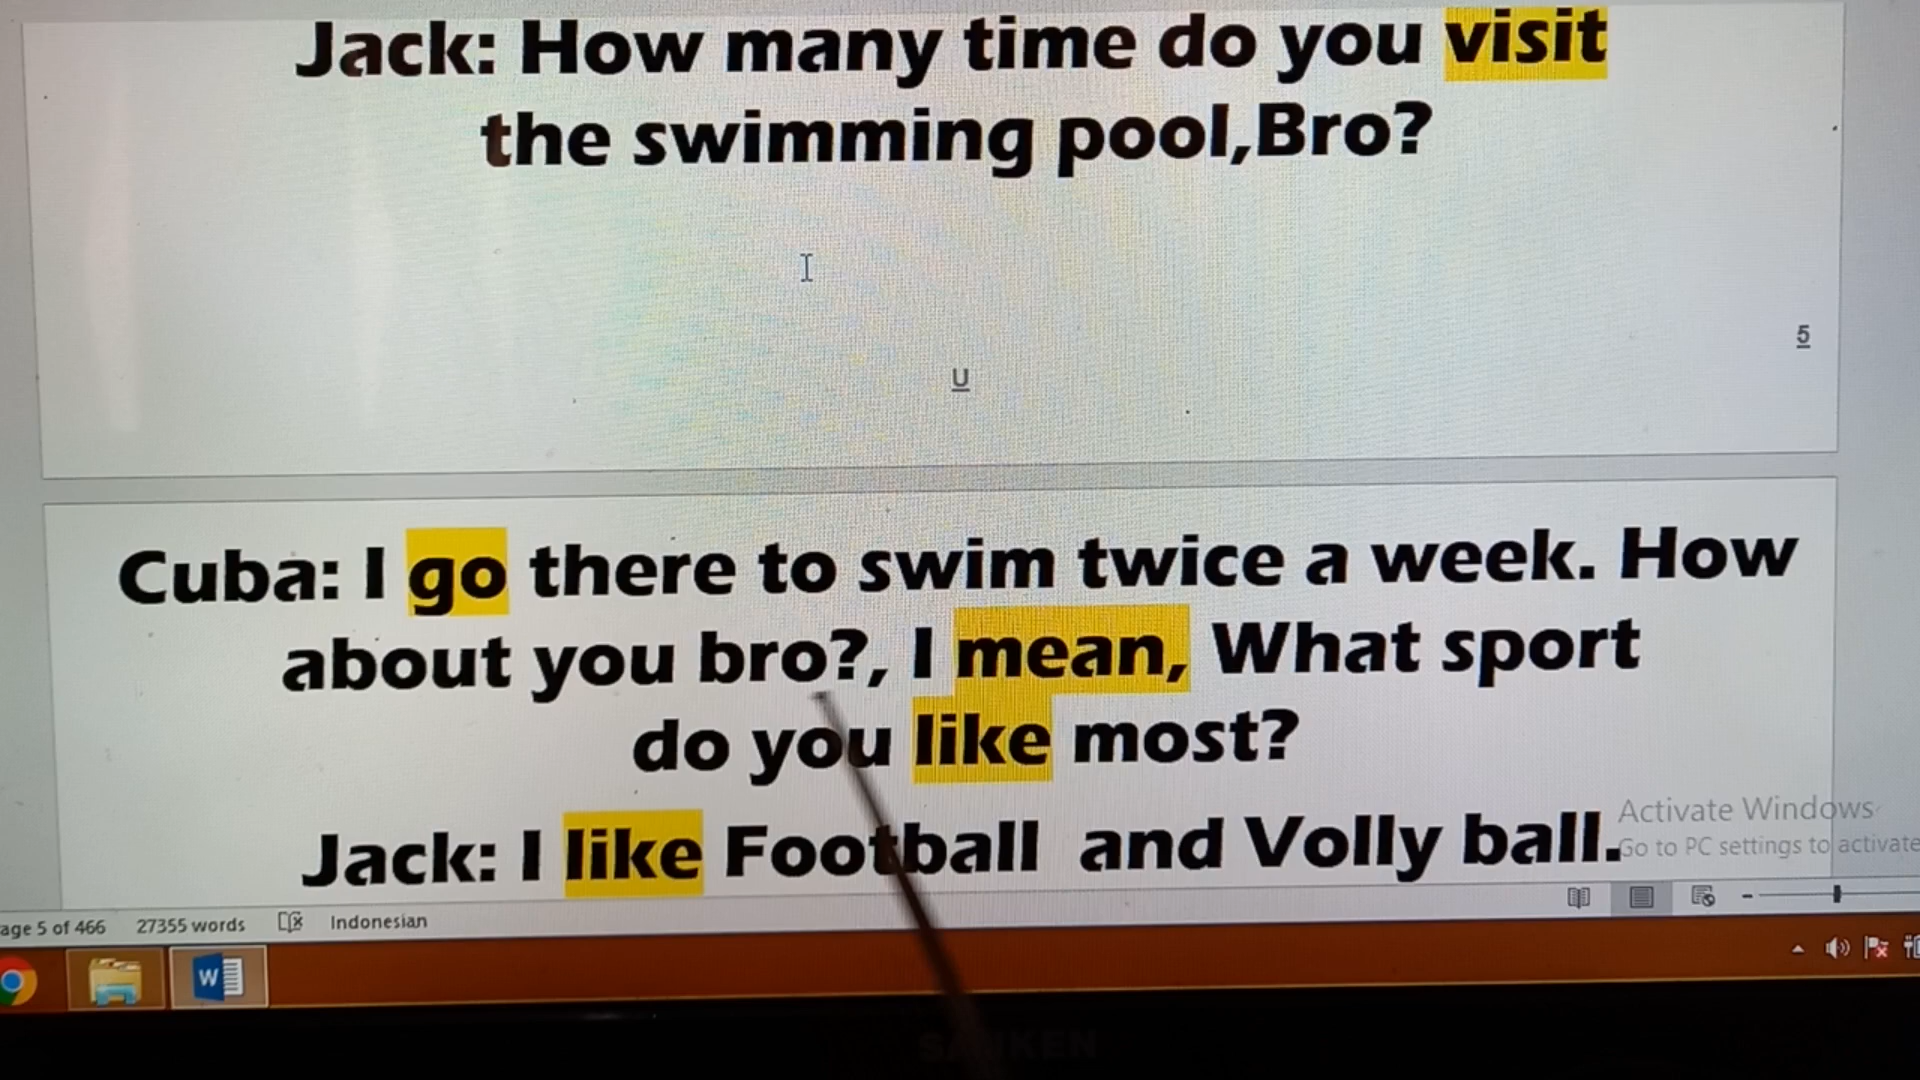 Jack: How many time do you visit
the swimming pool,Bro?
5
U
Cuba: I go there to swim twice a week. How
about you bro?, I mean, What sport
do you like most?
Jack: I like Football and Volly ball.
Activate Windows
Go to PC settings to activate
age 5 of 466 27355 words Indonesian
W